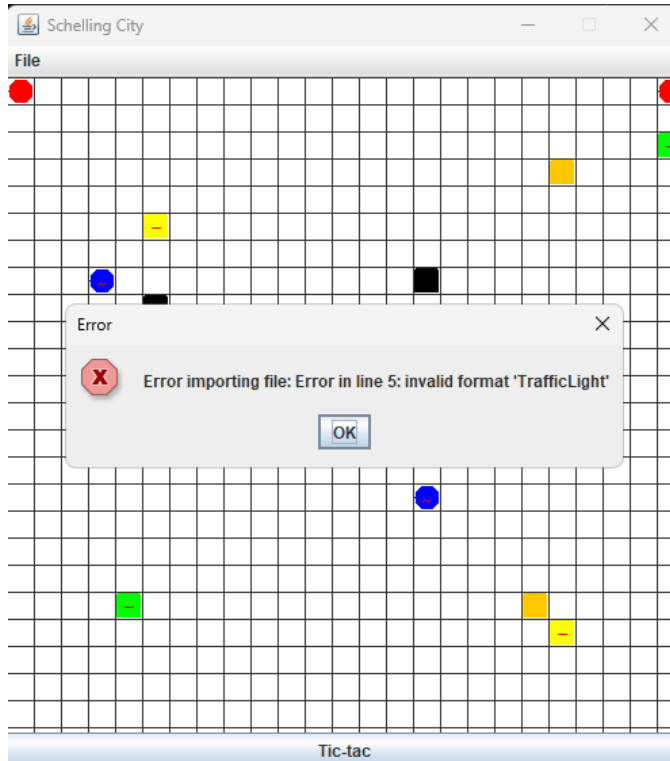 Schelling City
File
Error
Error importing file: Error in line 5: invalid format 'TrafficLight'
OK
Tic-tac